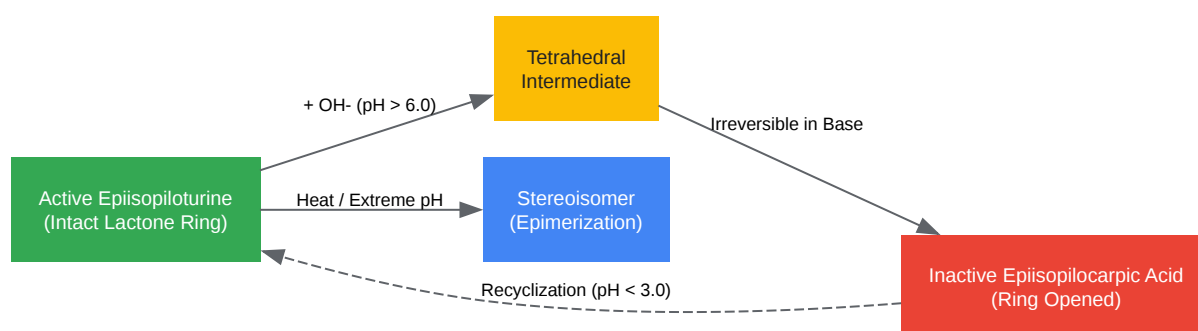 Tetrahedral
Intermediate
+ OH- (pH > 6.0)
Irreversible in Base
Active Epiisopiloturine
(Intact Lactone Ring)
Heat / Extreme pH
Stereoisomer
(Epimerization)
Inactive Epiisopilocarpic Acid
(Ring Opened)
Recyclization (pH < 3.0)